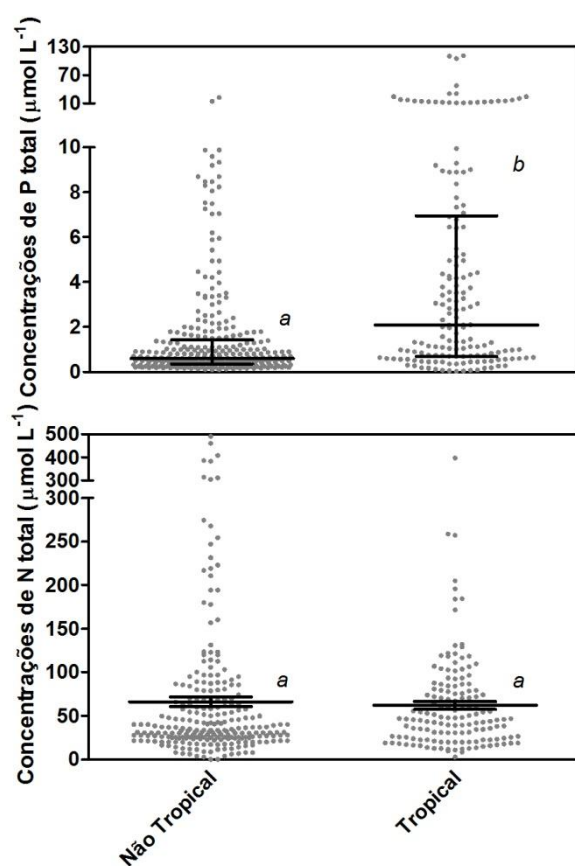 Concentrações de P total (µmol L⁻¹)
130
70
10
10
8
6
4
2
0
a
b
Concentrações de N total (µmol L⁻¹)
500
400
300
300
250
200
150
100
50
0
a
a
Não Tropical
Tropical